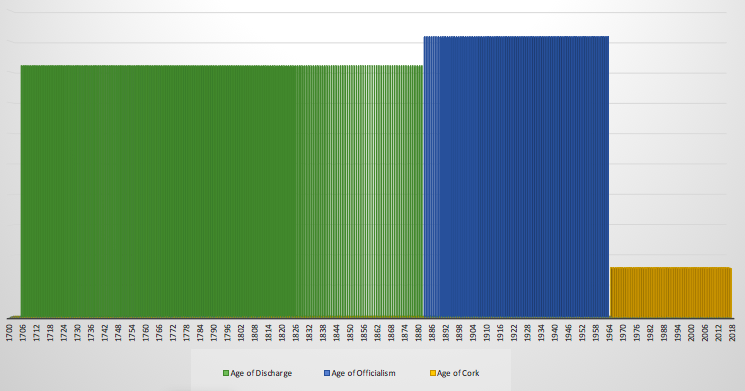 1700 1706 1712 1718 1724 1730 1736 1742 1748 1754 1760 1766 1772 1778 1784 1790 1796 1802 1808 1814 1820 1826 1832 1838 1844 1850 1856 1862 1868 1874 1880 1886 1892 1898 1904 1910 1916 1922 1928 1934 1940 1946 1952 1958 1964 1970 1976 1982 1988 1994 2000 2006 2012 2018
Age of Discharge Age of Officialism Age of Cork